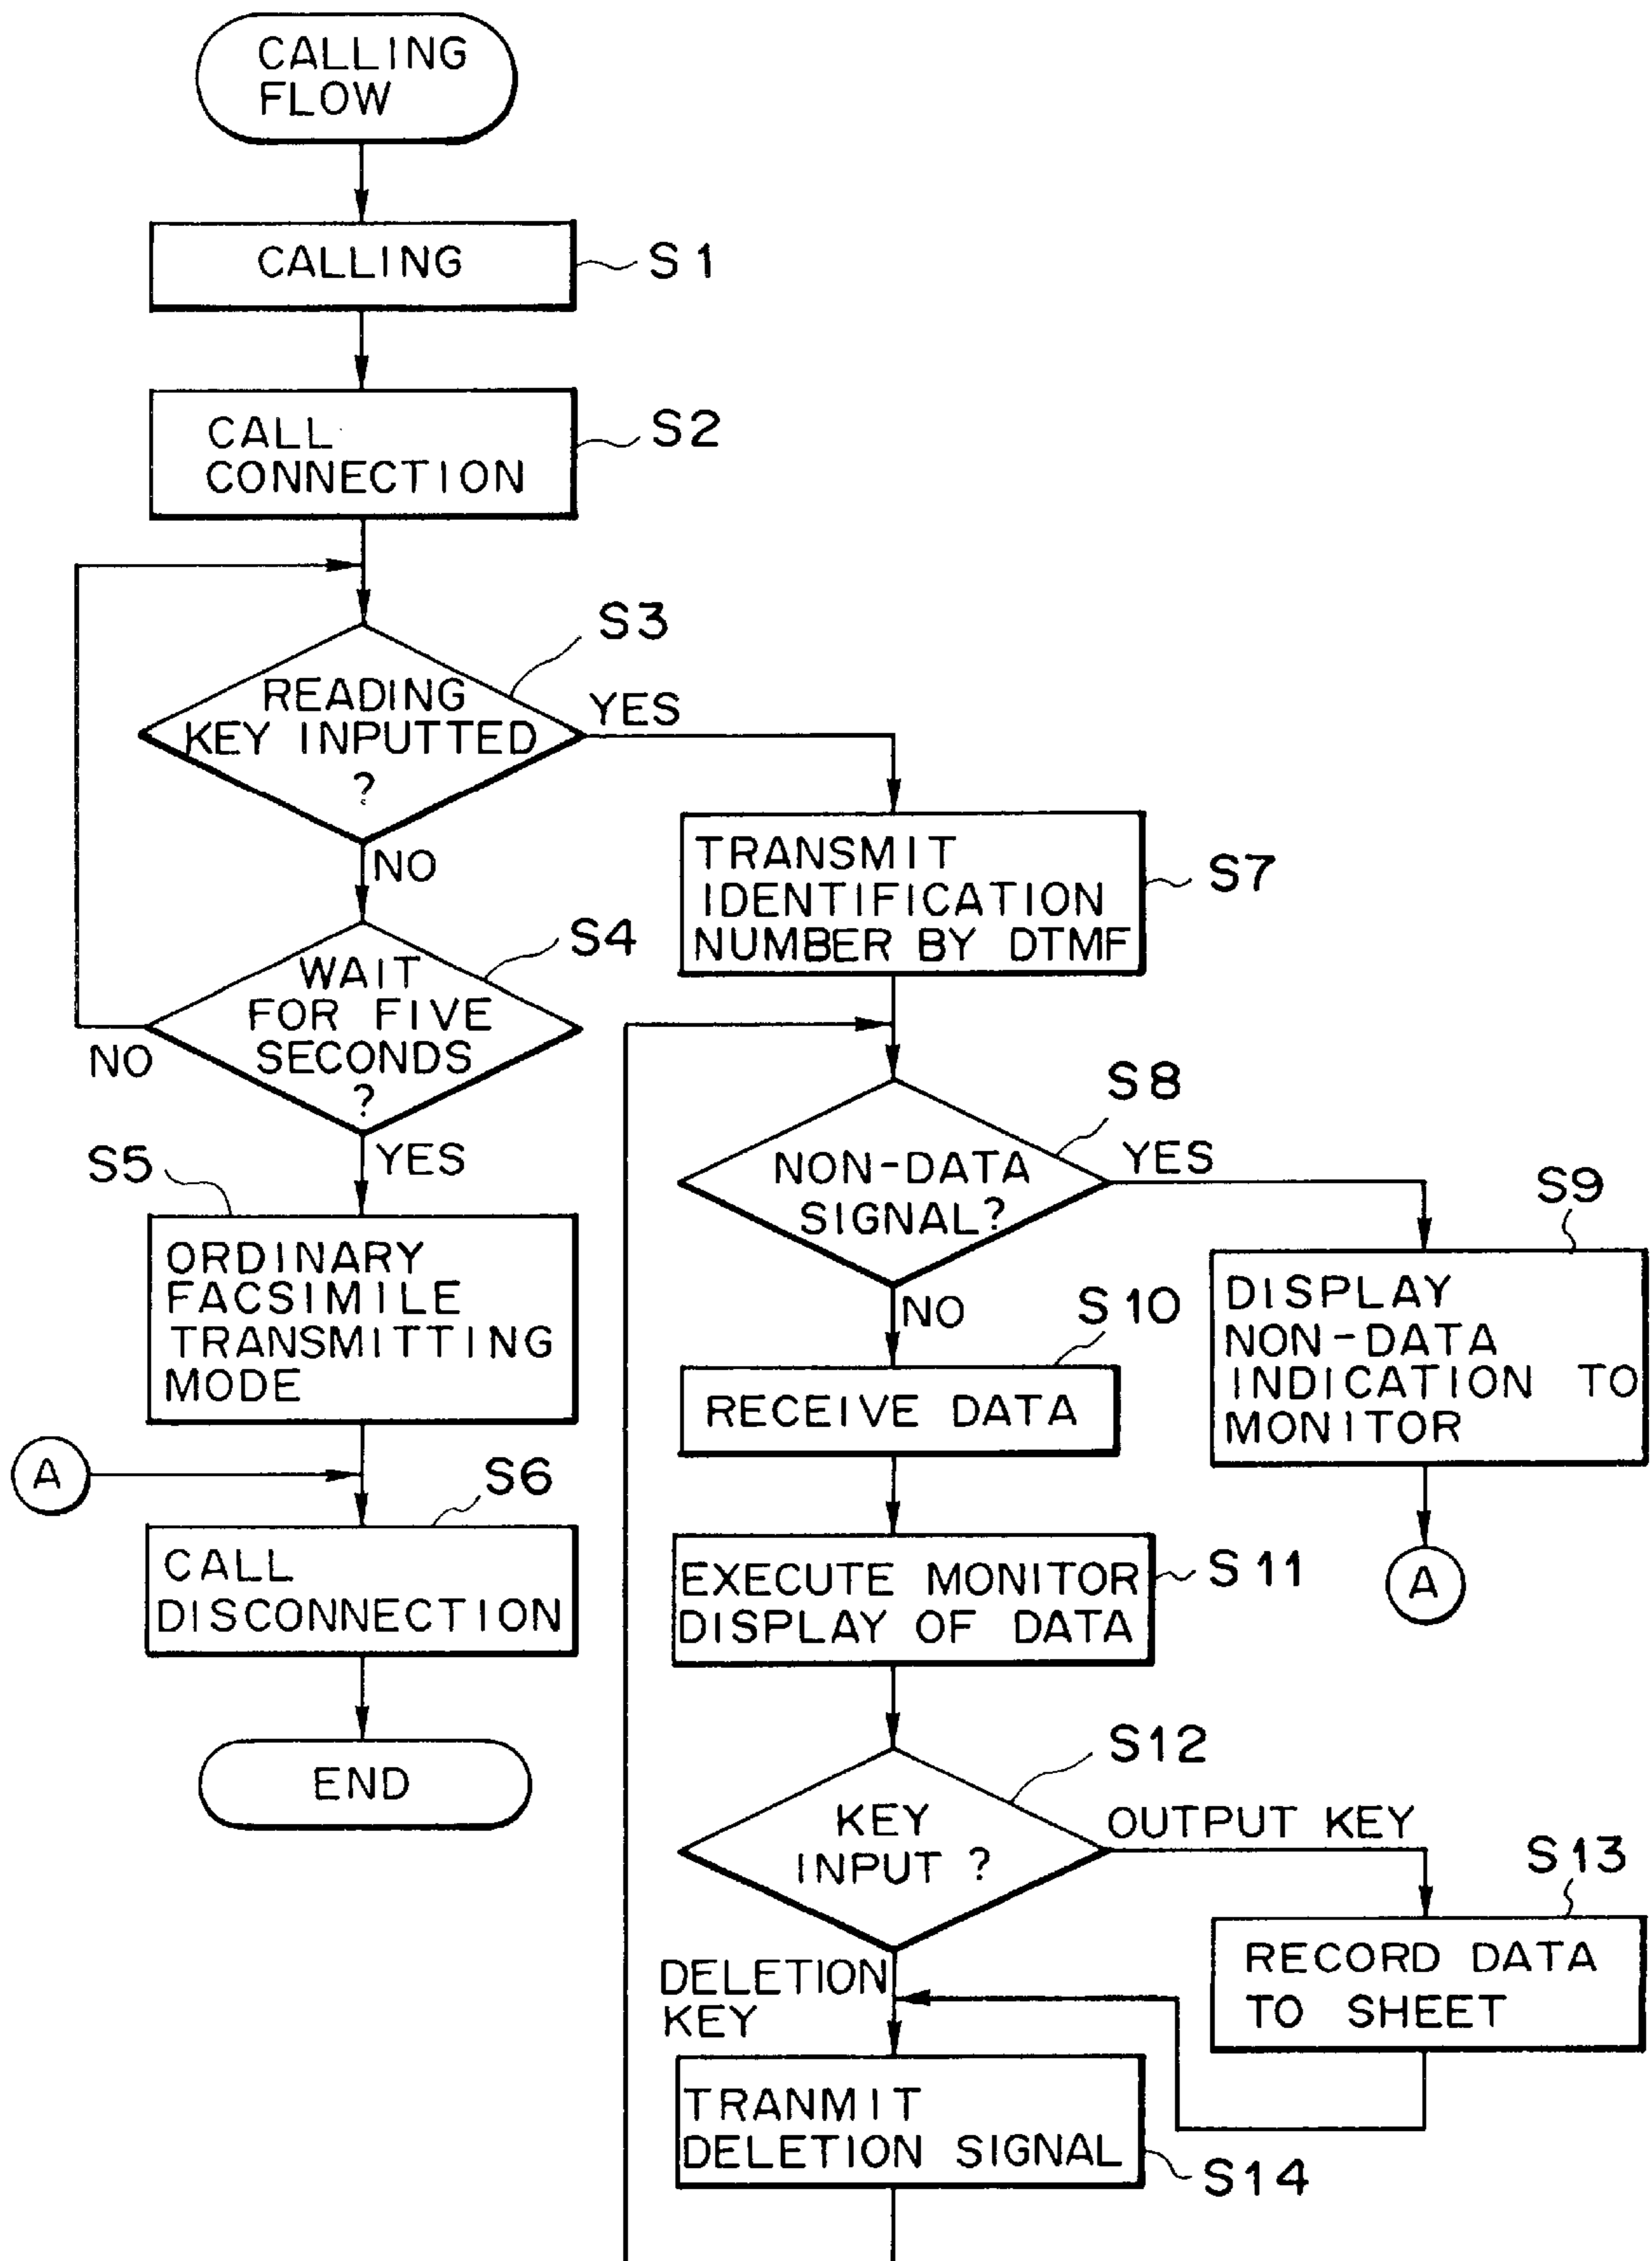 CALLING
FLOW
CALLING
S1
CALL
CONNECTION
S2
S3
READING
KEY INPUTTED
?
YES
NO
S4
WAIT
FOR FIVE
SECONDS
?
NO
YES
S5
ORDINARY
FACSIMILE
TRANSMITTING
MODE
A
S6
CALL
DISCONNECTION
END
TRANSMIT
IDENTIFICATION
NUMBER BY DTMF
S7
S8
NON-DATA
SIGNAL?
YES
NO
S9
DISPLAY
NON-DATA
INDICATION TO
MONITOR
A
S10
RECEIVE DATA
EXECUTE MONITOR
DISPLAY OF DATA
S11
S12
KEY
INPUT ?
OUTPUT KEY
S13
RECORD DATA
TO SHEET
DELETION
KEY
TRANMIT
DELETION SIGNAL
S14